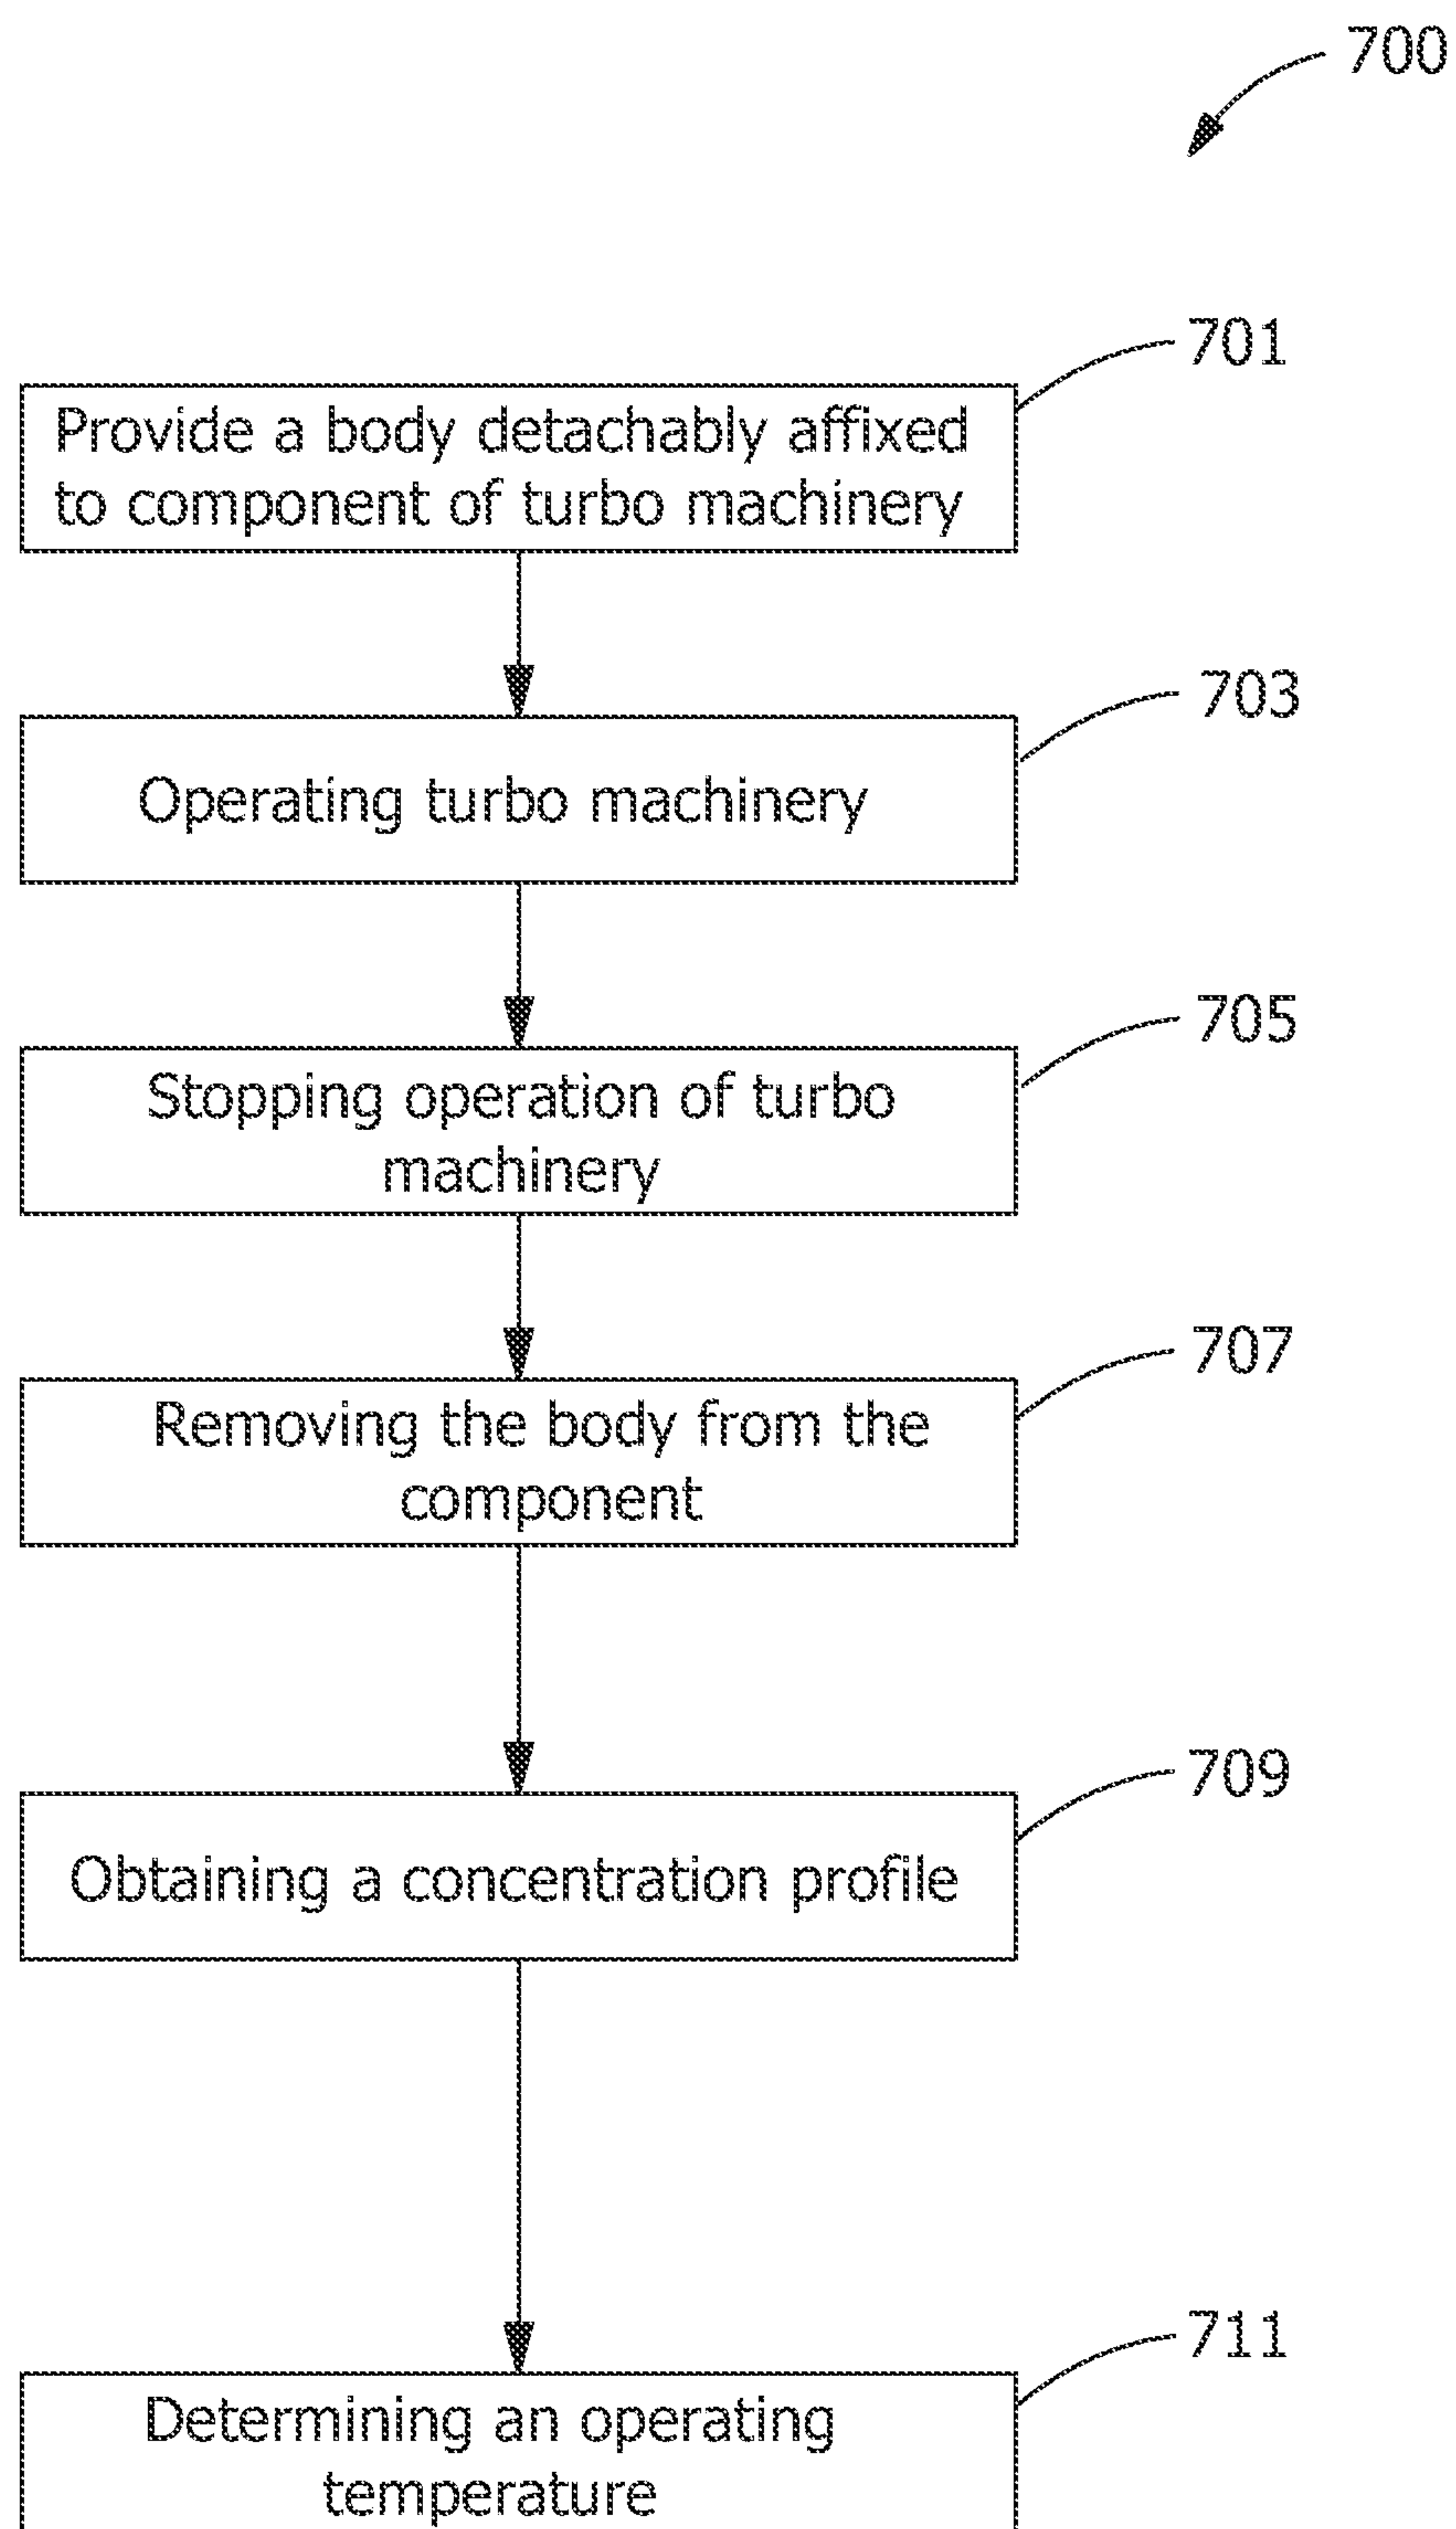 700
701
Provide a body detachably affixed
to component of turbo machinery
703
Operating turbo machinery
705
Stopping operation of turbo
machinery
707
Removing the body from the
component
709
Obtaining a concentration profile
711
Determining an operating
temperature